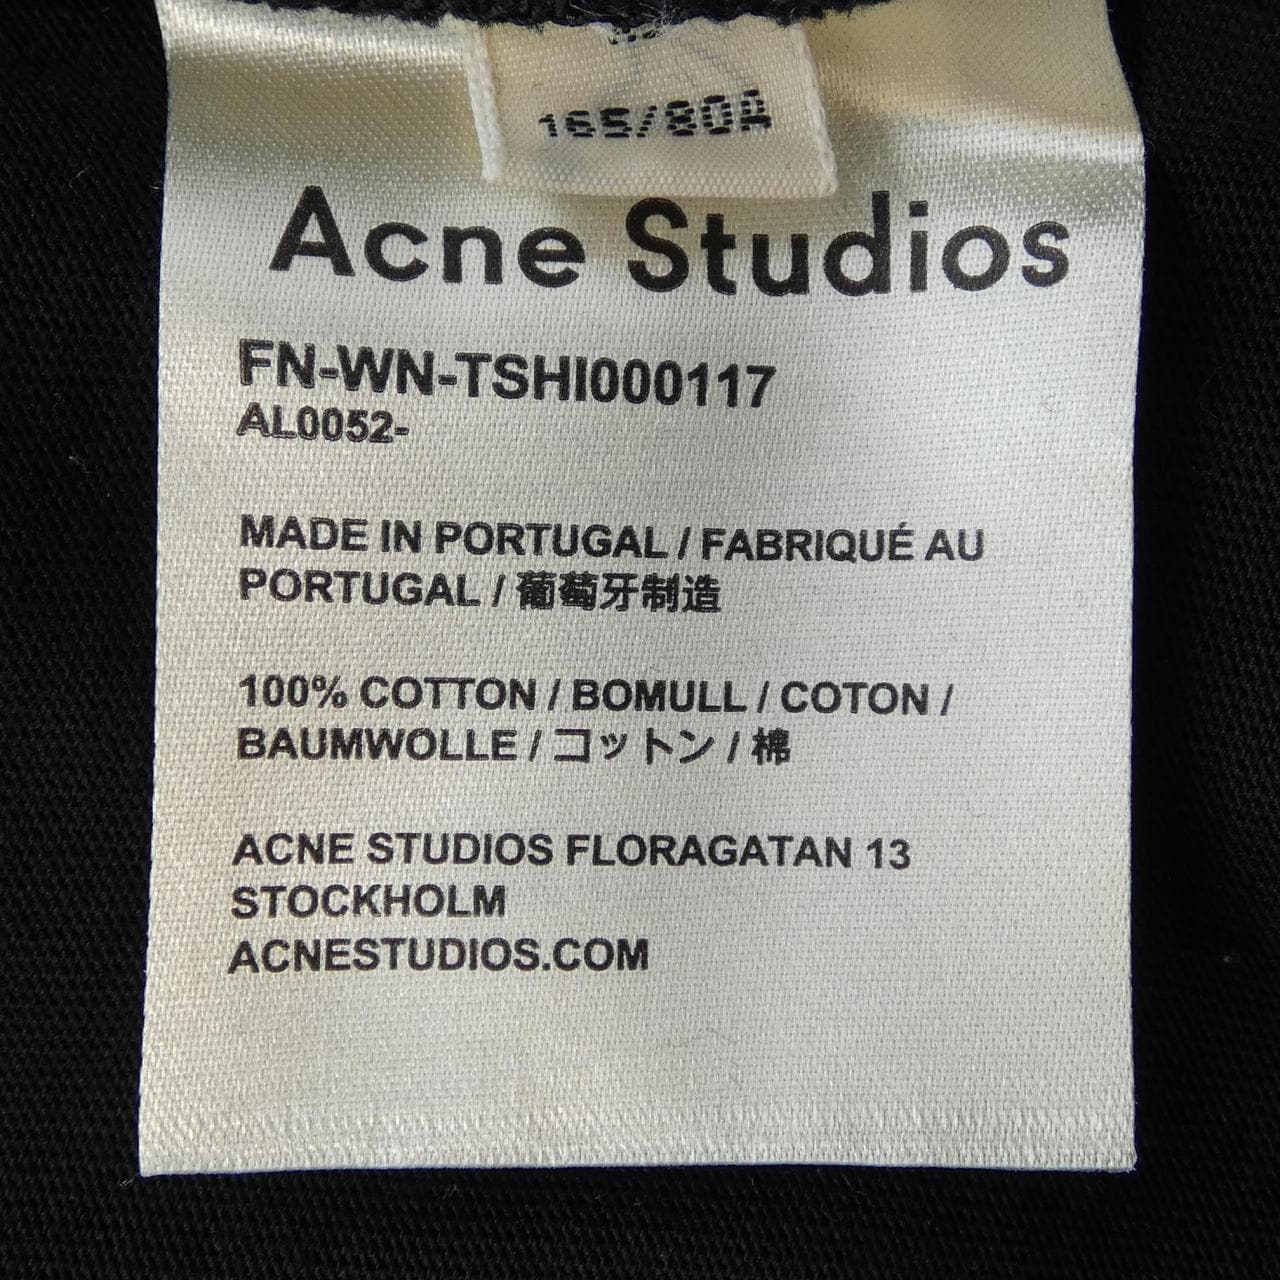 165/80A
Acne Studios
FN-WN-TSHI000117
AL0052-
MADE IN PORTUGAL / FABRIQUÉ AU
PORTUGAL / 葡萄牙制造
100% COTTON / BOMULL / COTON /
BAUMWOLLE / コットン / 棉
ACNE STUDIOS FLORAGATAN 13
STOCKHOLM
ACNESTUDIOS.COM